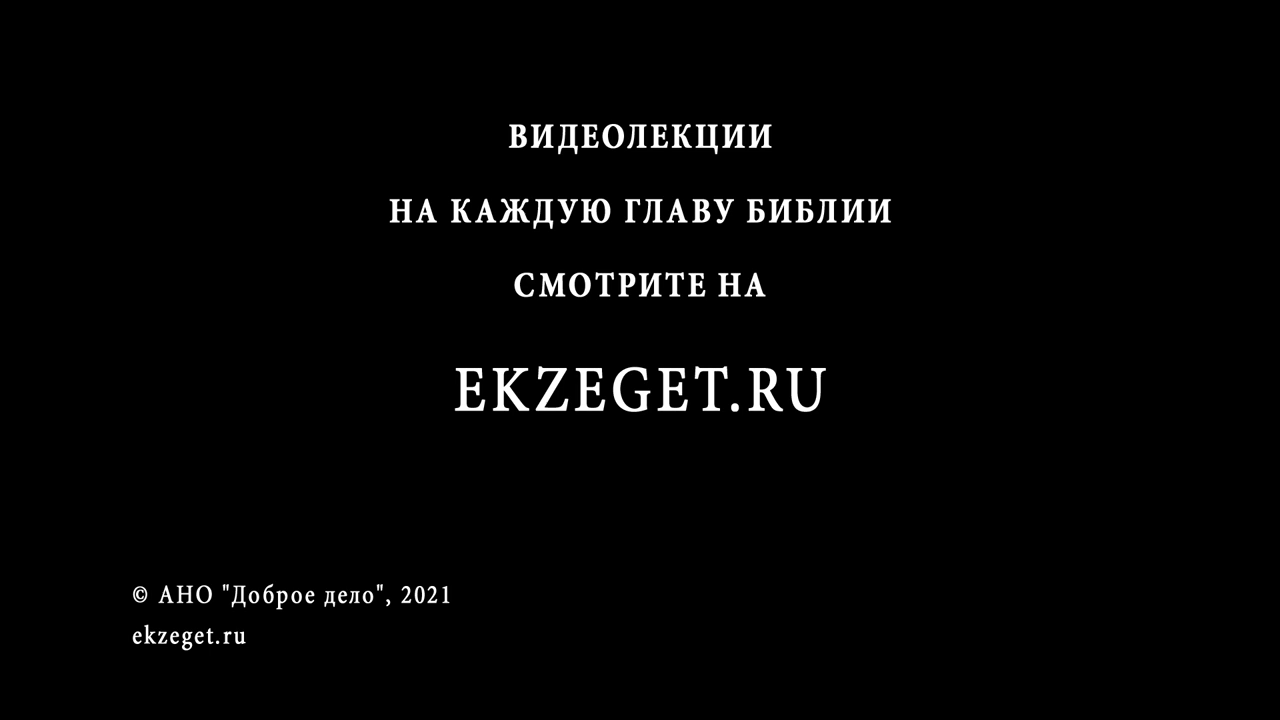 ВИДЕОЛЕКЦИИ
НА КАЖДУЮ ГЛАВУ БИБЛИИ
СМОТРИТЕ НА
EKZEGET.RU
© АНО "Доброе дело", 2021
ekzeget.ru